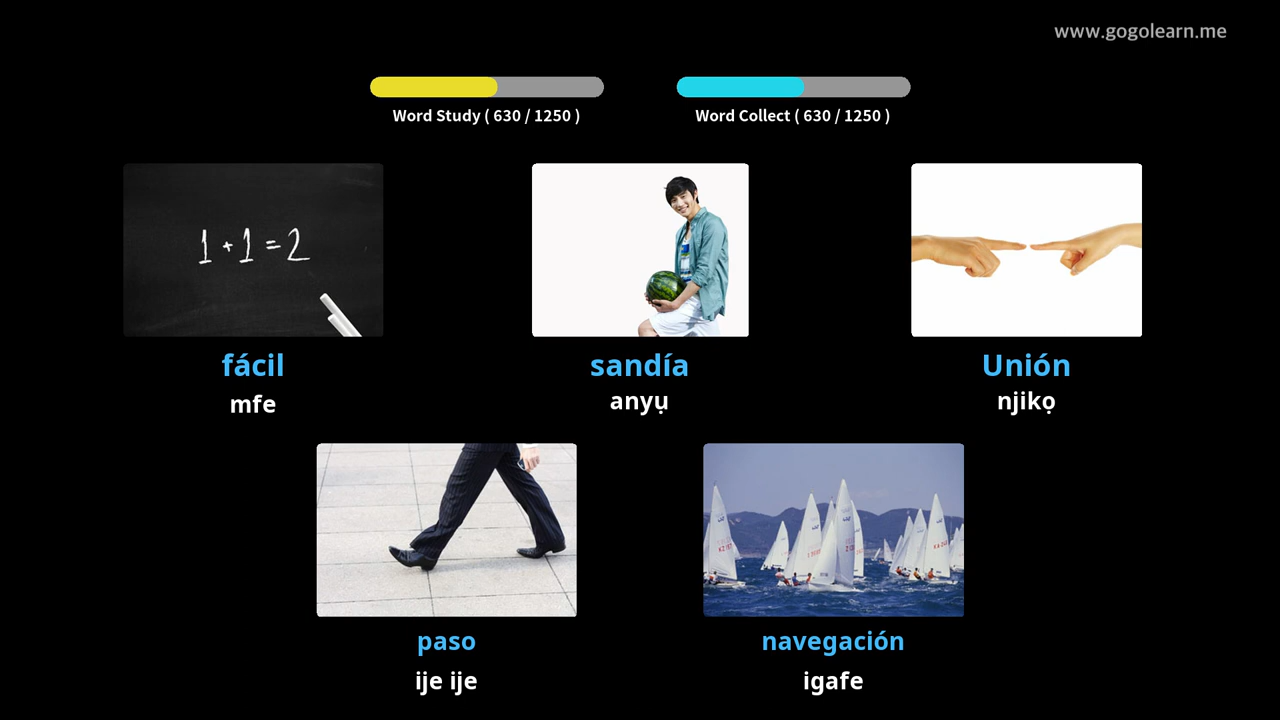 www.gogolearn.me
Word Study ( 630 / 1250 )
Word Collect ( 630 / 1250 )
1 + 1 = 2
fácil
mfe
sandía
anyụ
Unión
njikọ
paso
ije ije
navegación
igafe